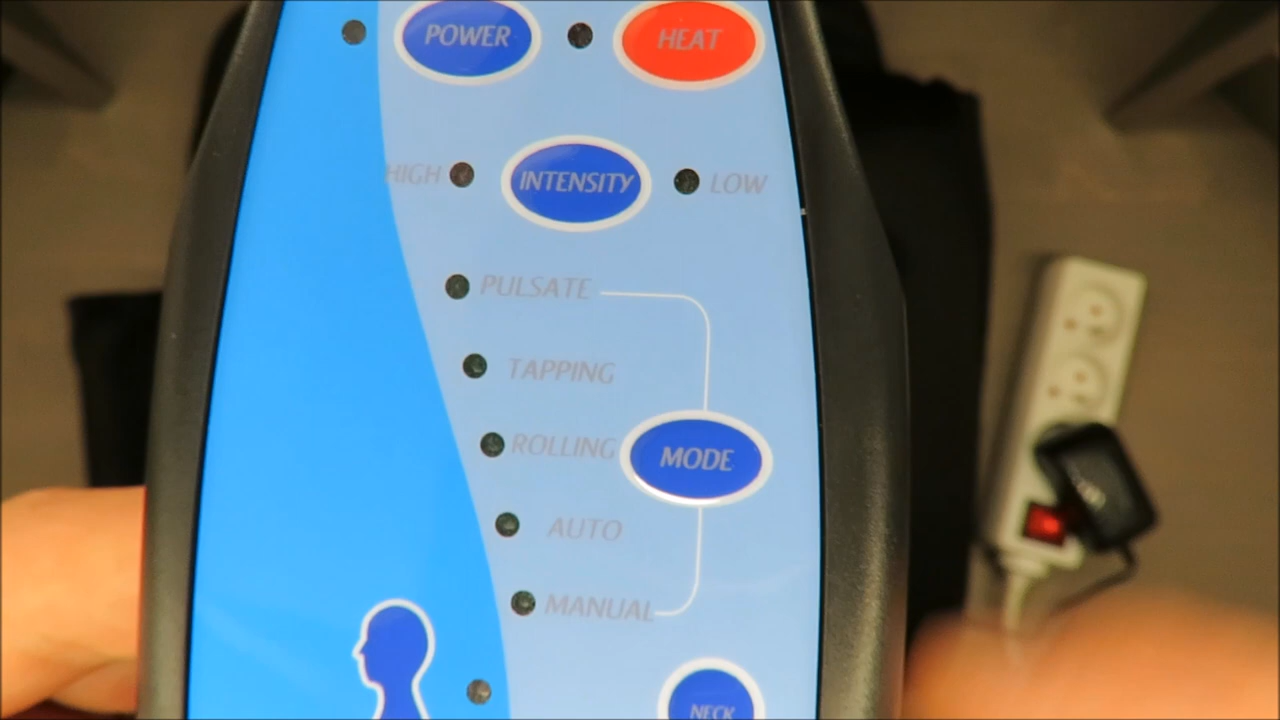 POWER HEAT
HIGH INTENSITY LOW
PULSATE
TAPPING
ROLLING
MODE
AUTO
MANUAL
NECK